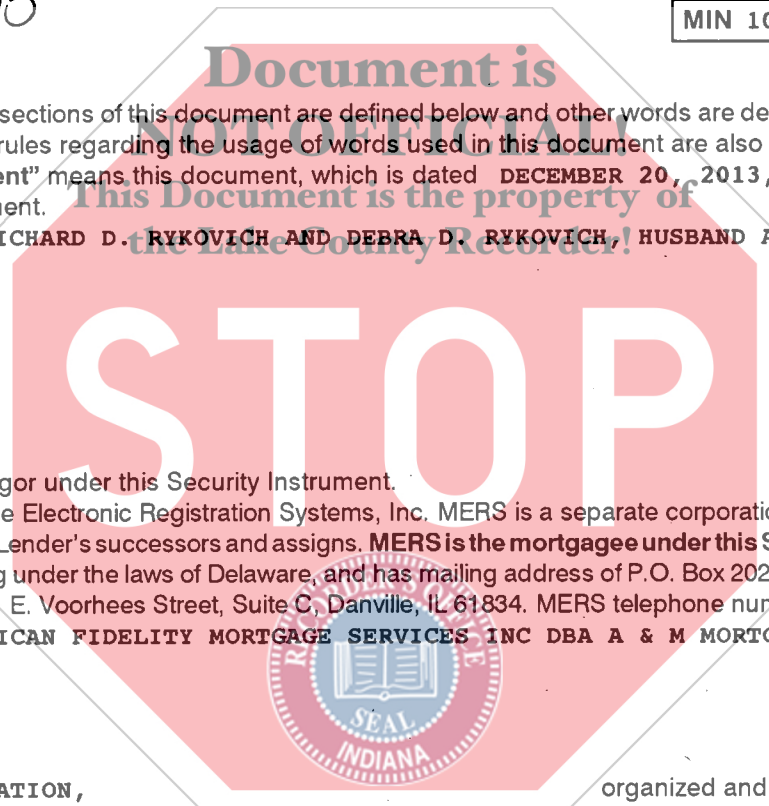 MIN 10
Document is
sections of this document are defined below and other words are de
NOT OFFICIAL!
rules regarding the usage of words used in this document are also
ent" means this document, which is dated DECEMBER 20, 2013,
This Document is the property of
ent.
ICHARD D. RYKOVICH AND DEBRA D. RYKOVICH, HUSBAND A
the Lake County Recorder!
STOP
gor under this Security Instrument.
e Electronic Registration Systems, Inc. MERS is a separate corporatio
Lender's successors and assigns. MERS is the mortgagee under this S
g under the laws of Delaware, and has mailing address of P.O. Box 202
E. Voorhees Street, Suite C, Danville, IL 61834. MERS telephone num
ICAN FIDELITY MORTGAGE SERVICES INC DBA A & M MORTG
RECORDER'S OFFICE
SEAL
INDIANA
ATION,
organized and